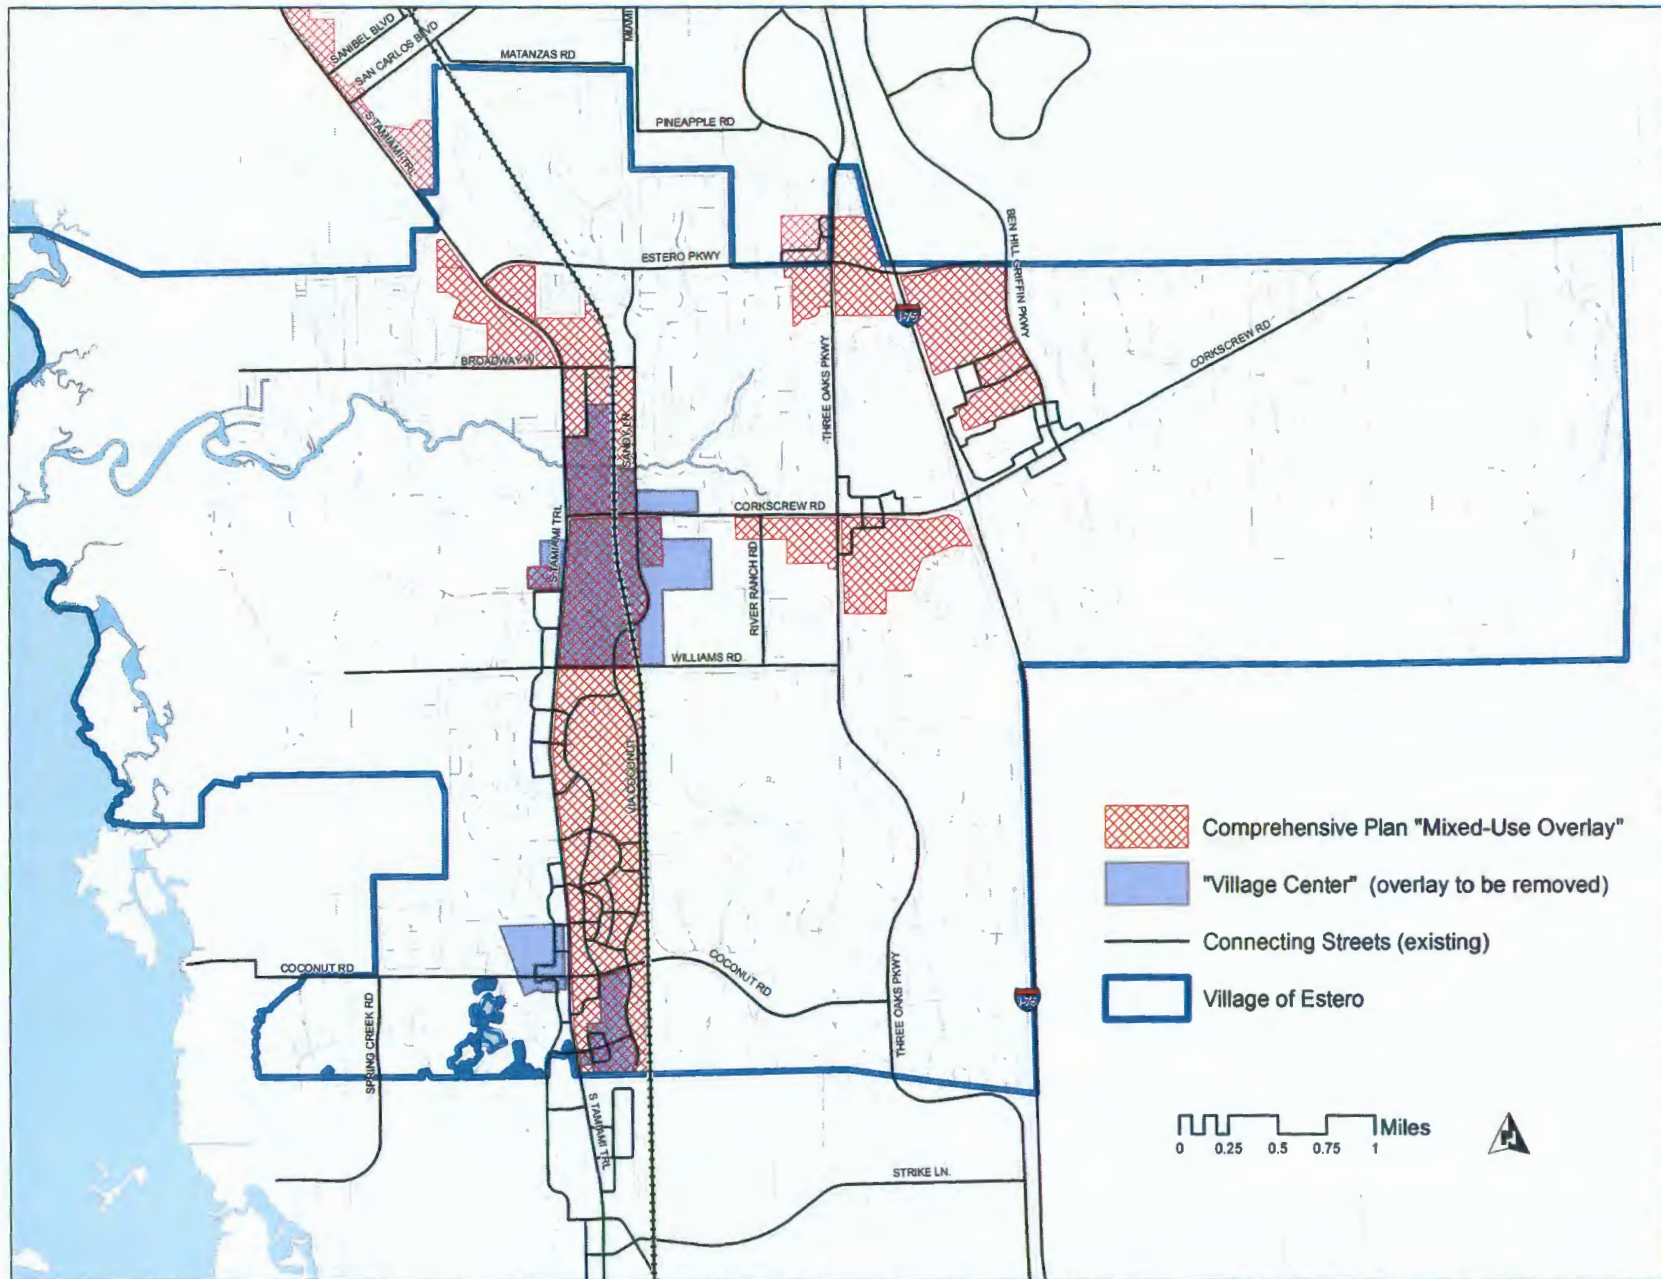 SANIBEL BLVD
SAN CARLOS BLVD
MIAMI
MATANZAS RD
S TAMIAMI TRL
PINEAPPLE RD
BEN HILL GRIFFIN PKWY
ESTERO PKWY
I-75
BROADWAY W
THREE OAKS PKWY
CORKSCREW RD
SANDY LN
CORKSCREW RD
S TAMIAMI TRL
RIVER RANCH RD
WILLIAMS RD
VIA COCONUT
Comprehensive Plan "Mixed-Use Overlay"
"Village Center" (overlay to be removed)
Connecting Streets (existing)
Village of Estero
COCONUT RD
COCONUT RD
THREE OAKS PKWY
I-75
SPRING CREEK RD
S TAMIAMI TRL
Miles
0 0.25 0.5 0.75 1
STRIKE LN.